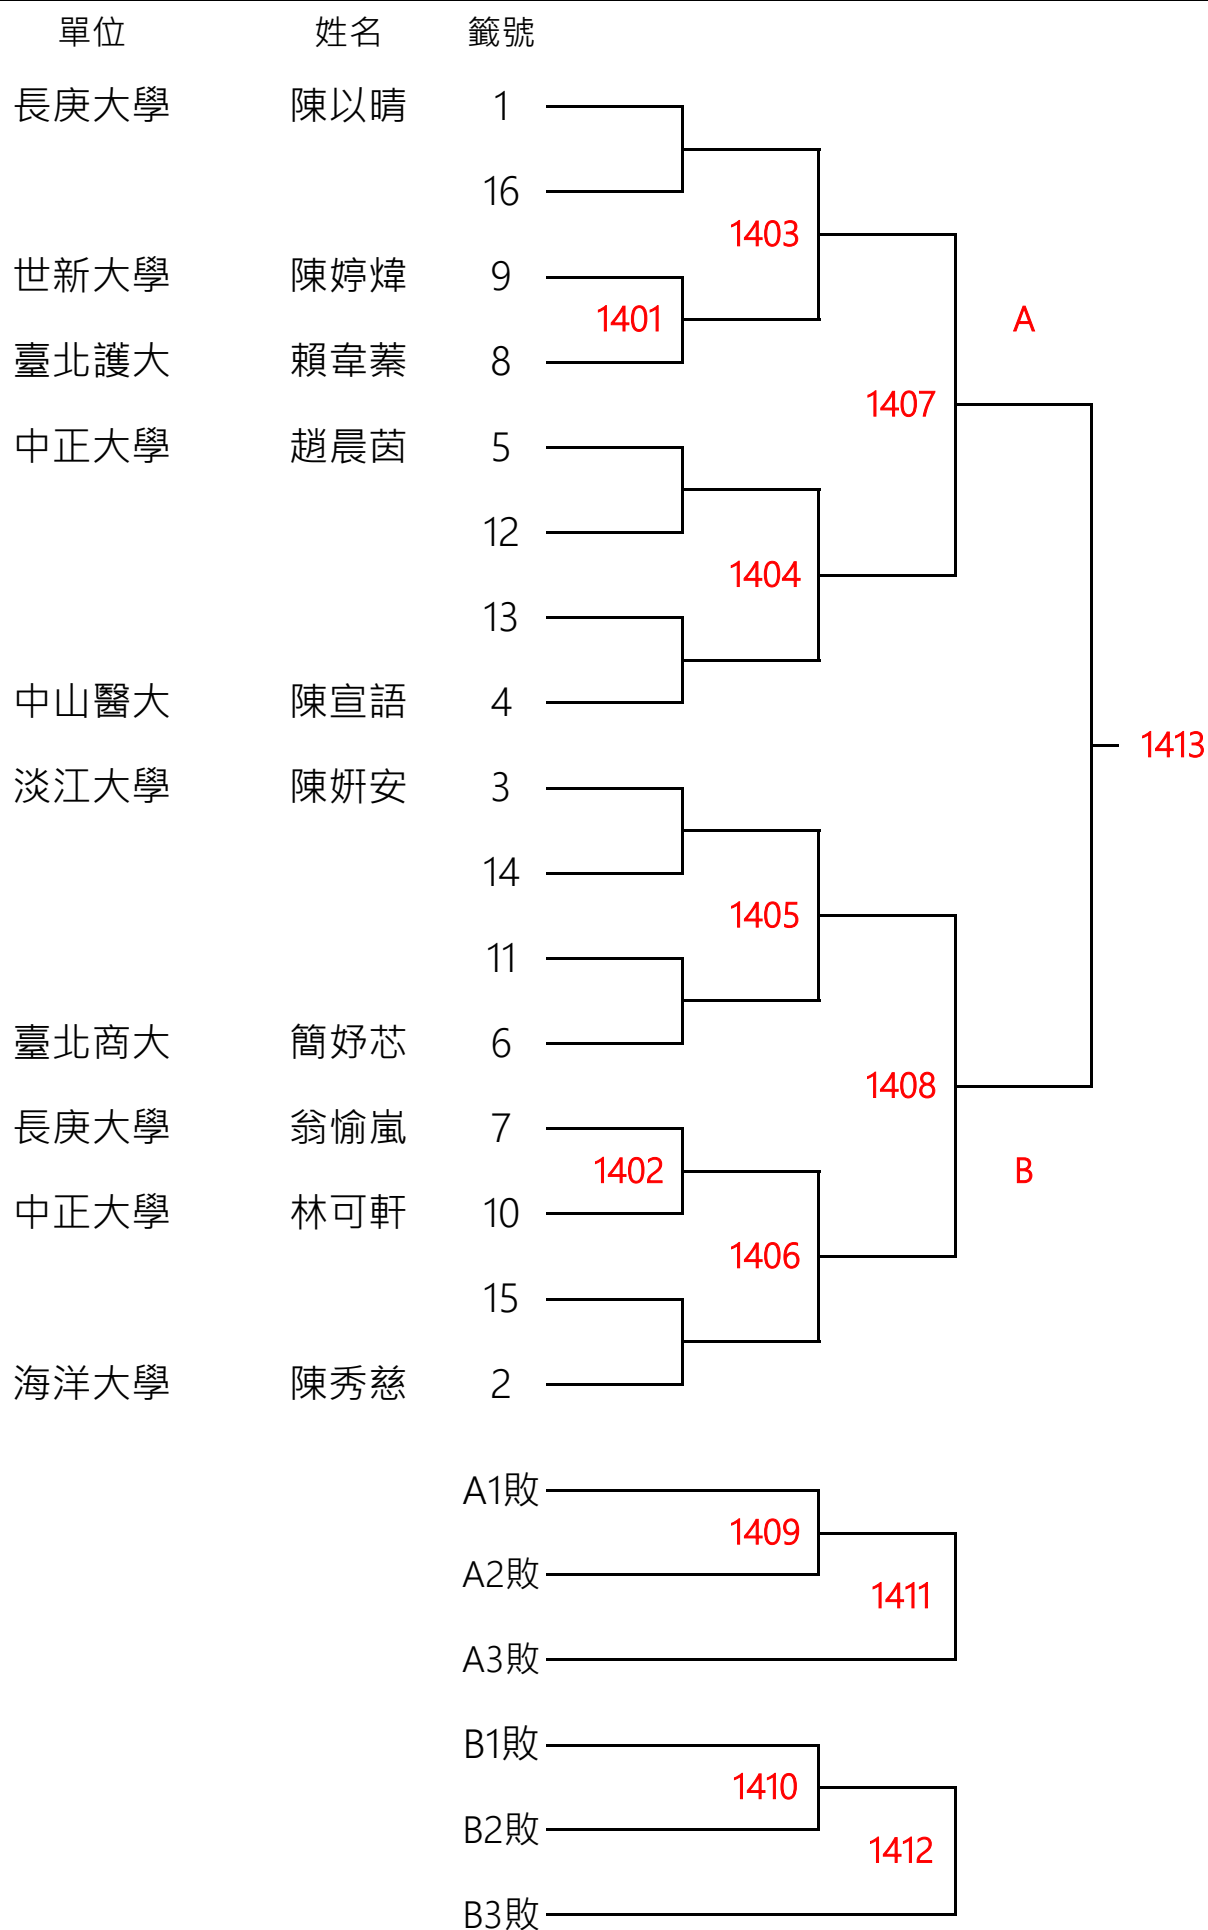 單位 姓名 籤號
長庚大學 陳以晴 1
16
1403
世新大學 陳婷煒 9
1401 A
臺北護大 賴韋蓁 8
1407
中正大學 趙晨茵 5
12
1404
13
中山醫大 陳宣語 4
1413
淡江大學 陳姸安 3
14
1405
11
臺北商大 簡妤芯 6
1408
長庚大學 翁愉嵐 7
1402 B
中正大學 林可軒 10
1406
15
海洋大學 陳秀慈 2
A1敗
1409
A2敗
1411
A3敗
B1敗
1410
B2敗
1412
B3敗